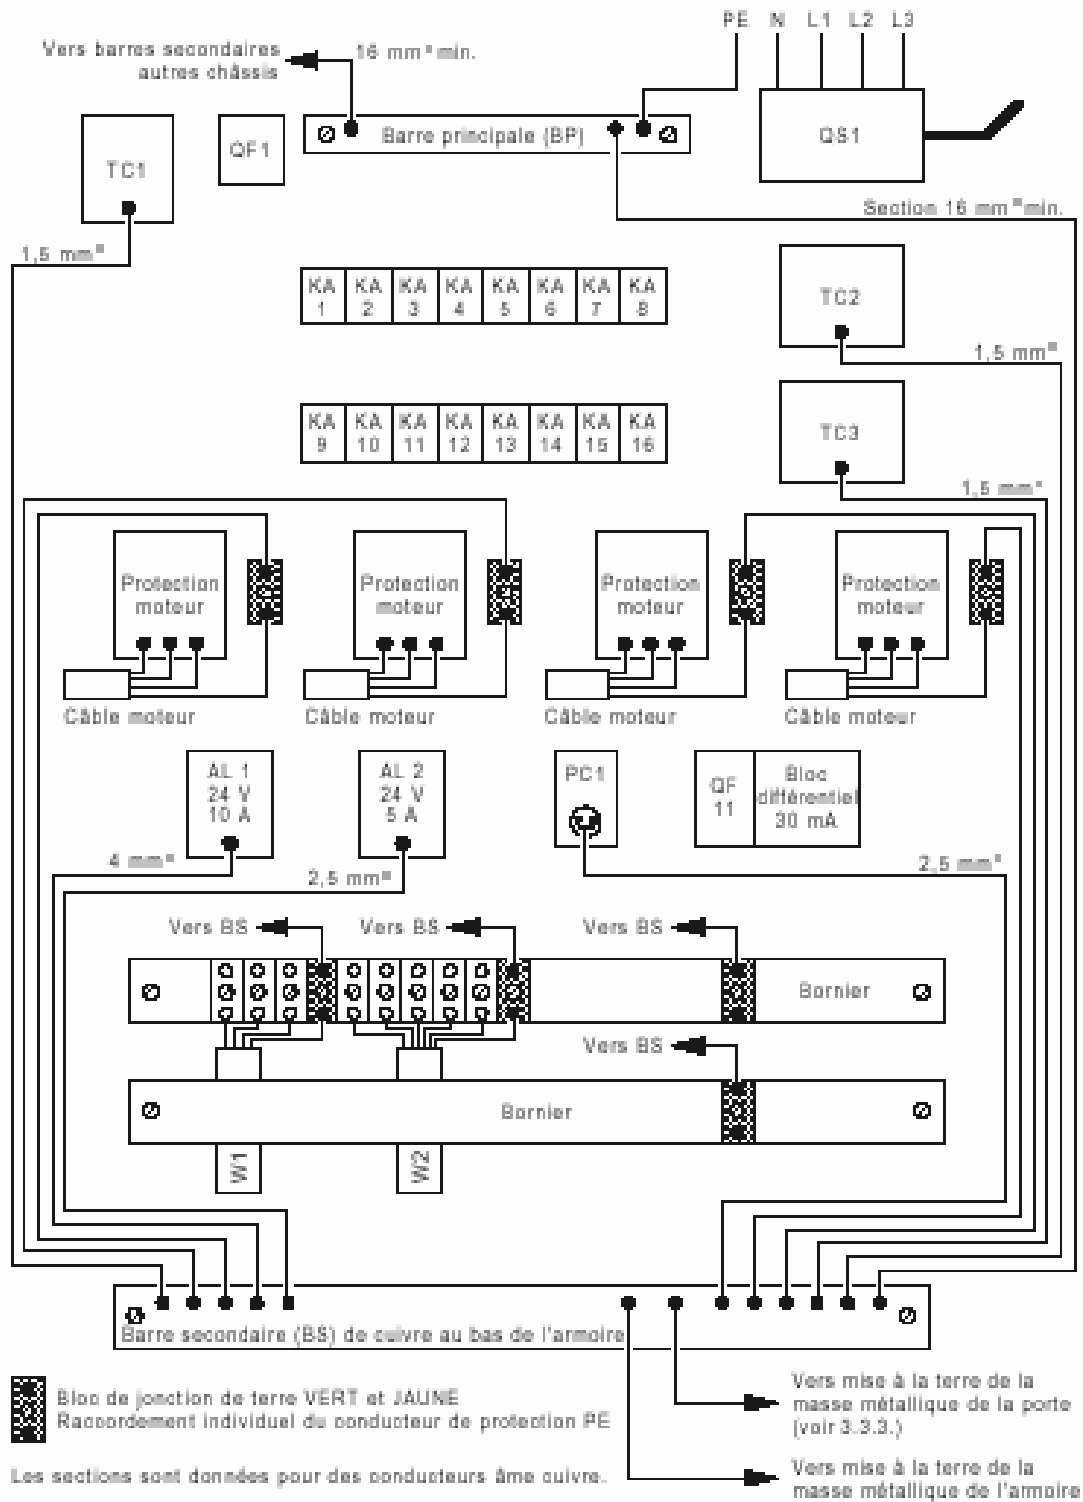 PE N L1 L2 L3
Vers barres secondaires
autres châssis
16 mm² min.
TC1
QF1
Barre principale (BP)
QS1
Section 16 mm² min.
1,5 mm²
KA 1 KA 2 KA 3 KA 4 KA 5 KA 6 KA 7 KA 8
TC2
1,5 mm²
KA 9 KA 10 KA 11 KA 12 KA 13 KA 14 KA 15 KA 16
TC3
1,5 mm²
Protection
moteur
Protection
moteur
Protection
moteur
Protection
moteur
Câble moteur
Câble moteur
Câble moteur
Câble moteur
AL 1
24 V
10 A
AL 2
24 V
5 A
PC1
QF
11
Bloc
différentiel
30 mA
4 mm²
2,5 mm²
2,5 mm²
Vers BS
Vers BS
Vers BS
Bornier
Vers BS
Bornier
W1
W2
Barre secondaire (BS) de cuivre au bas de l'armoire
Bloc de jonction de terre VERT et JAUNE
Raccordement individuel du conducteur de protection PE
Vers mise à la terre de la
masse métallique de la porte
(voir 3.3.3.)
Les sections sont données pour des conducteurs âme cuivre.
Vers mise à la terre de la
masse métallique de l'armoire